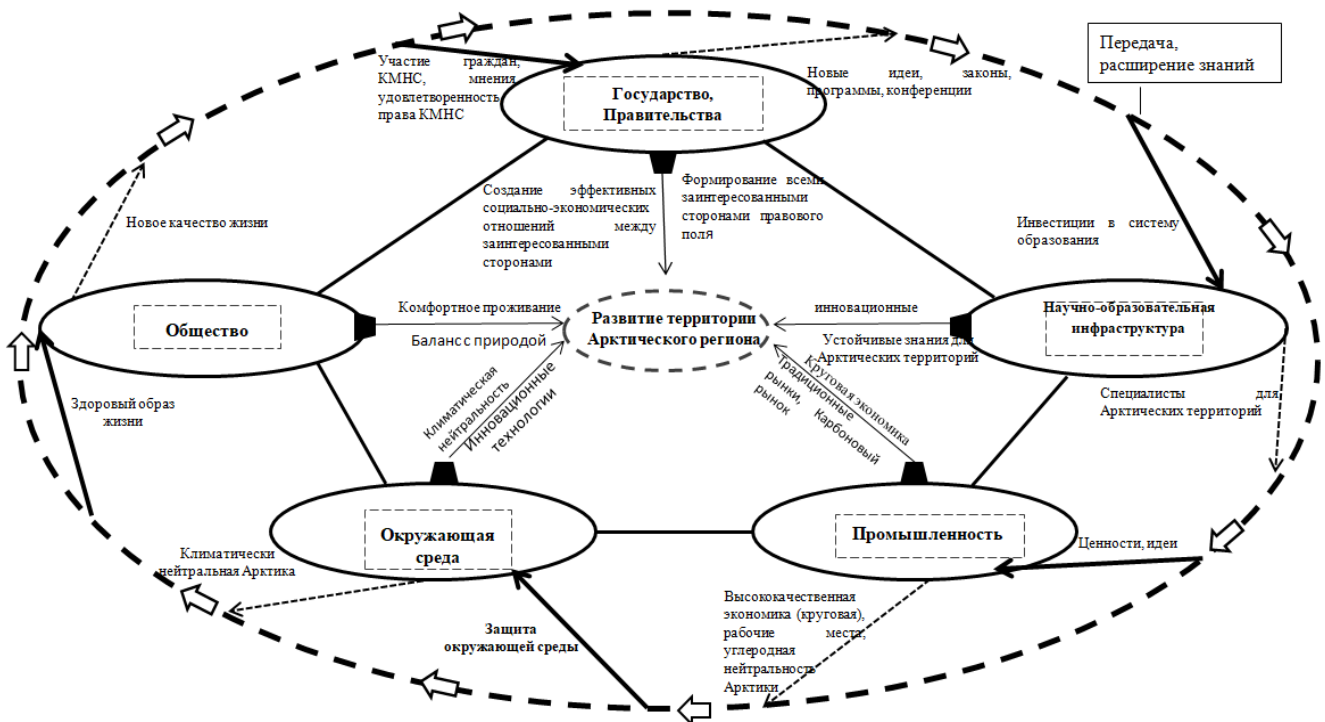 Участие граждан,
КМНС, мнения,
удовлетворенность
права КМНС
Государство,
Правительства
Новые идеи, законы,
программы, конференции
Передача,
расширение знаний
Создание эффективных
социально-экономических
отношений между
заинтересованными
сторонами
Формирование всеми
заинтересованными
сторонами правового
поля
Новое качество жизни
Инвестиции в систему
образования
Общество
Комфортное проживание
Баланс с природой
Развитие территории
Арктического региона
инновационные
Устойчивые знания для
Арктических территорий
Научно-образовательная
инфраструктура
Здоровый образ
жизни
Климатическая
нейтральность
Инновационные
технологии
Круговая экономика
Традиционные
рынки, Карбоновый
рынок
Специалисты для
Арктических территорий
Окружающая
среда
Промышленность
Ценности, идеи
Климатически
нейтральная Арктика
Защита
окружающей среды
Высококачественная
экономика (круговая),
рабочие места,
углеродная
нейтральность
Арктики